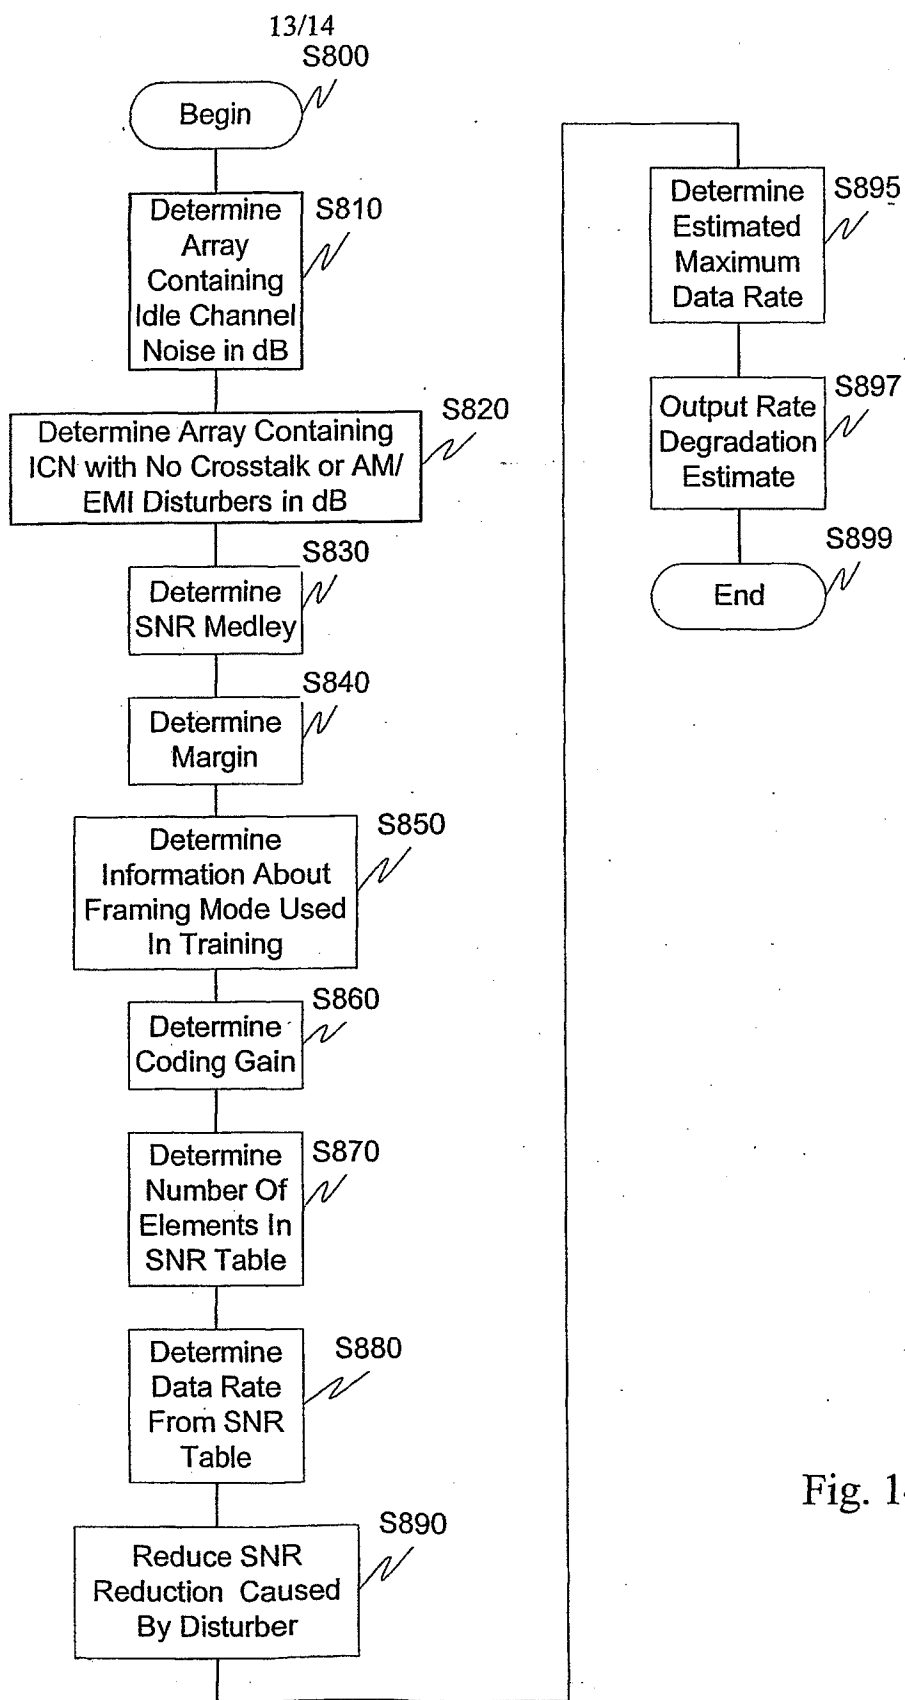 13/14
S800
Begin
S810
Determine
Array
Containing
Idle Channel
Noise in dB
S820
Determine Array Containing
ICN with No Crosstalk or AM/
EMI Disturbers in dB
S830
Determine
SNR Medley
S840
Determine
Margin
S850
Determine
Information About
Framing Mode Used
In Training
S860
Determine
Coding Gain
S870
Determine
Number Of
Elements In
SNR Table
S880
Determine
Data Rate
From SNR
Table
S890
Reduce SNR
Reduction Caused
By Disturber
S895
Determine
Estimated
Maximum
Data Rate
S897
Output Rate
Degradation
Estimate
S899
End
Fig.